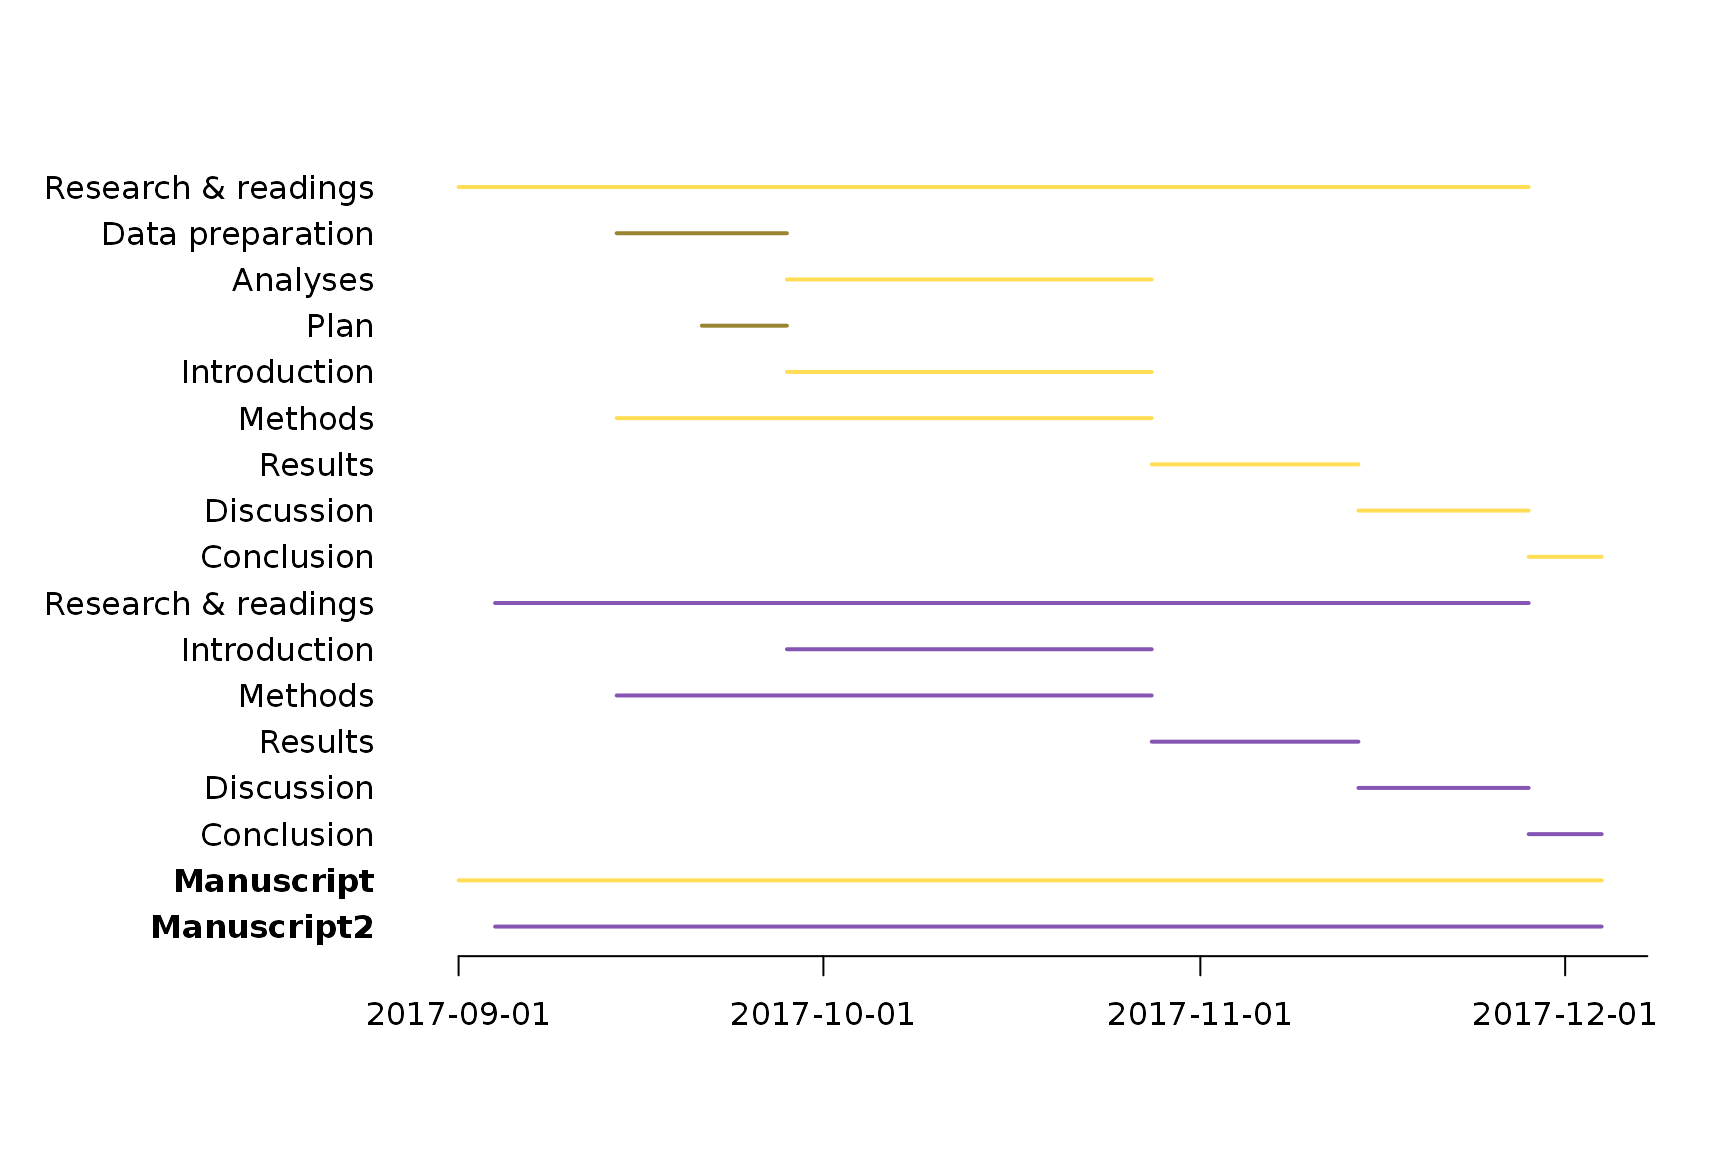 Research & readings
Data preparation
Analyses
Plan
Introduction
Methods
Results
Discussion
Conclusion
Research & readings
Introduction
Methods
Results
Discussion
Conclusion
Manuscript
Manuscript2
2017-09-01 2017-10-01 2017-11-01 2017-12-01